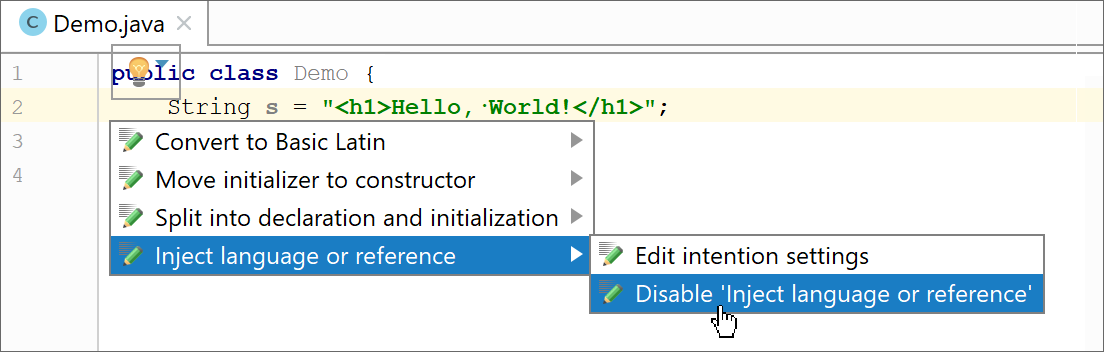 C Demo.java
1 public class Demo {
2 String s = "<h1>Hello,·World!</h1>";
3
4
Convert to Basic Latin
Move initializer to constructor
Split into declaration and initialization
Inject language or reference
Edit intention settings
Disable 'Inject language or reference'